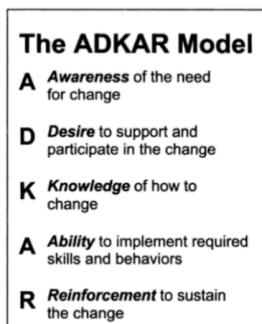 The ADKAR Model
A Awareness of the need
for change
D Desire to support and
participate in the change
K Knowledge of how to
change
A Ability to implement required
skills and behaviors
R Reinforcement to sustain
the change